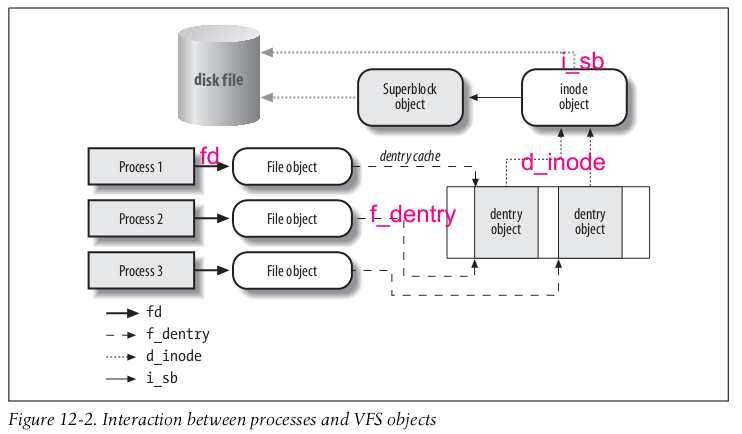 disk file
i_sb
Superblock
object
inode
object
fd
Process 1
File object
dentry cache
d_inode
Process 2
File object
f_dentry
dentry
object
dentry
object
Process 3
File object
fd
f_dentry
d_inode
i_sb
Figure 12-2. Interaction between processes and VFS objects